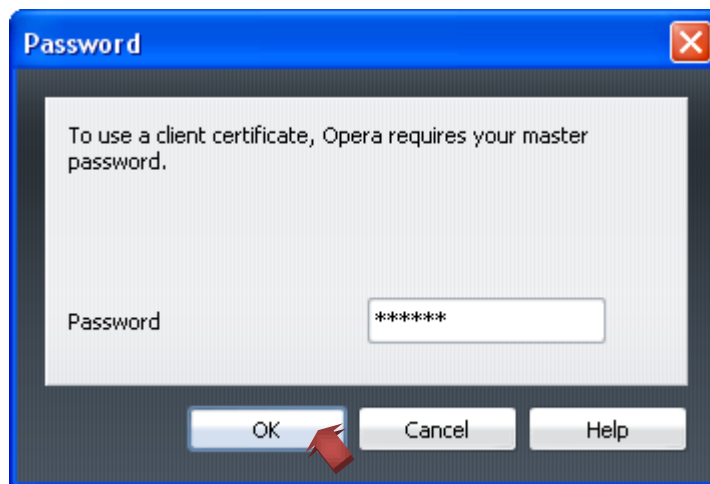 Password
To use a client certificate, Opera requires your master
password.
Password
******
OK
Cancel
Help